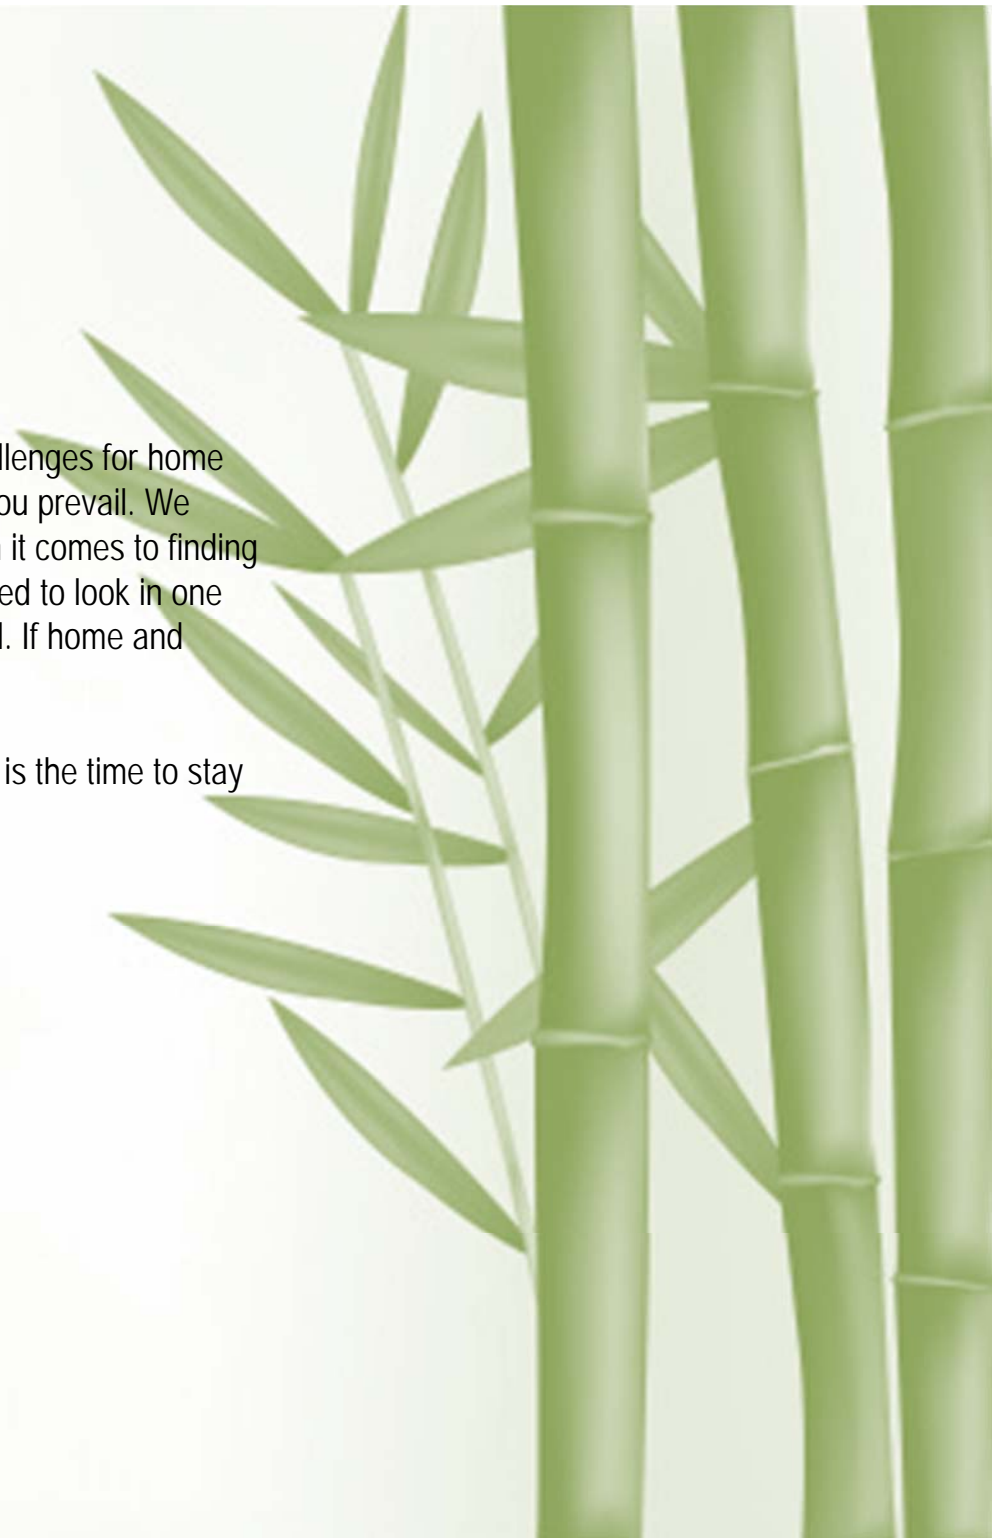 llenges for home
ou prevail. We
it comes to finding
ed to look in one
. If home and
is the time to stay